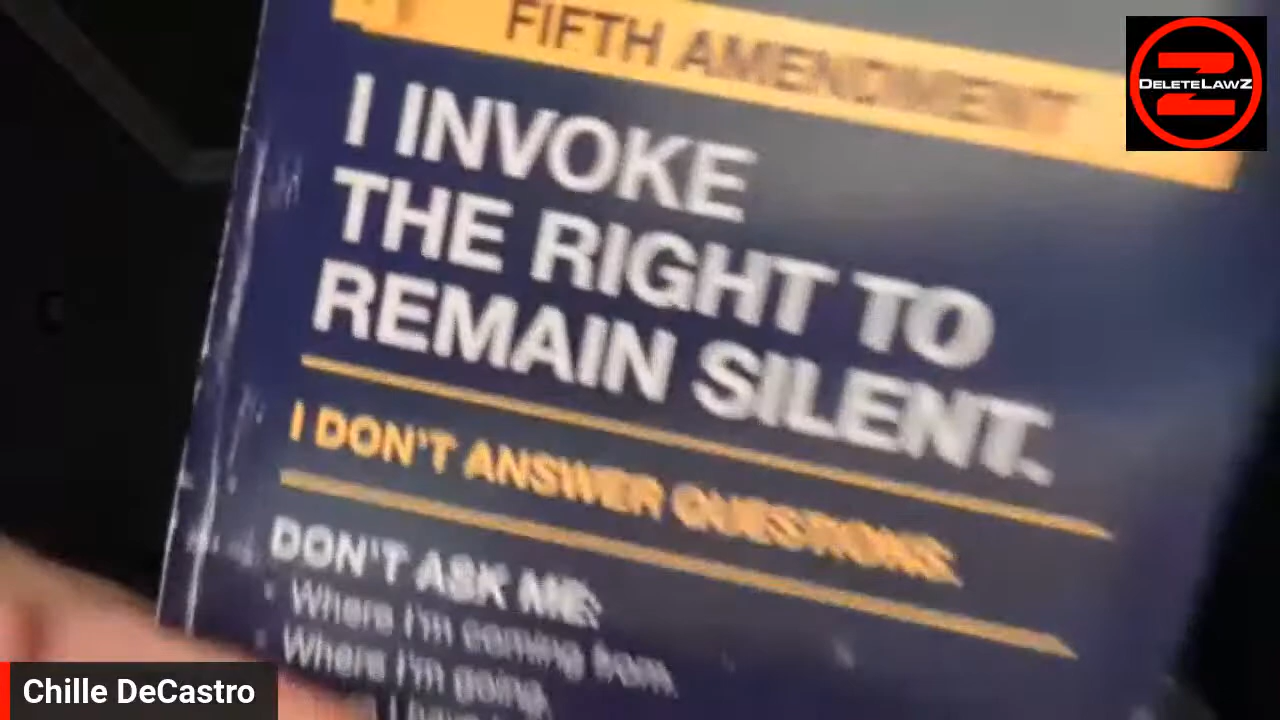 FIFTH AMENDMENT
I INVOKE
THE RIGHT TO
REMAIN SILENT.
I DON'T ANSWER QUESTIONS.
DON'T ASK ME:
• Where I'm coming from.
• Where I'm going.
I have
DELETELAWZ
Chille DeCastro